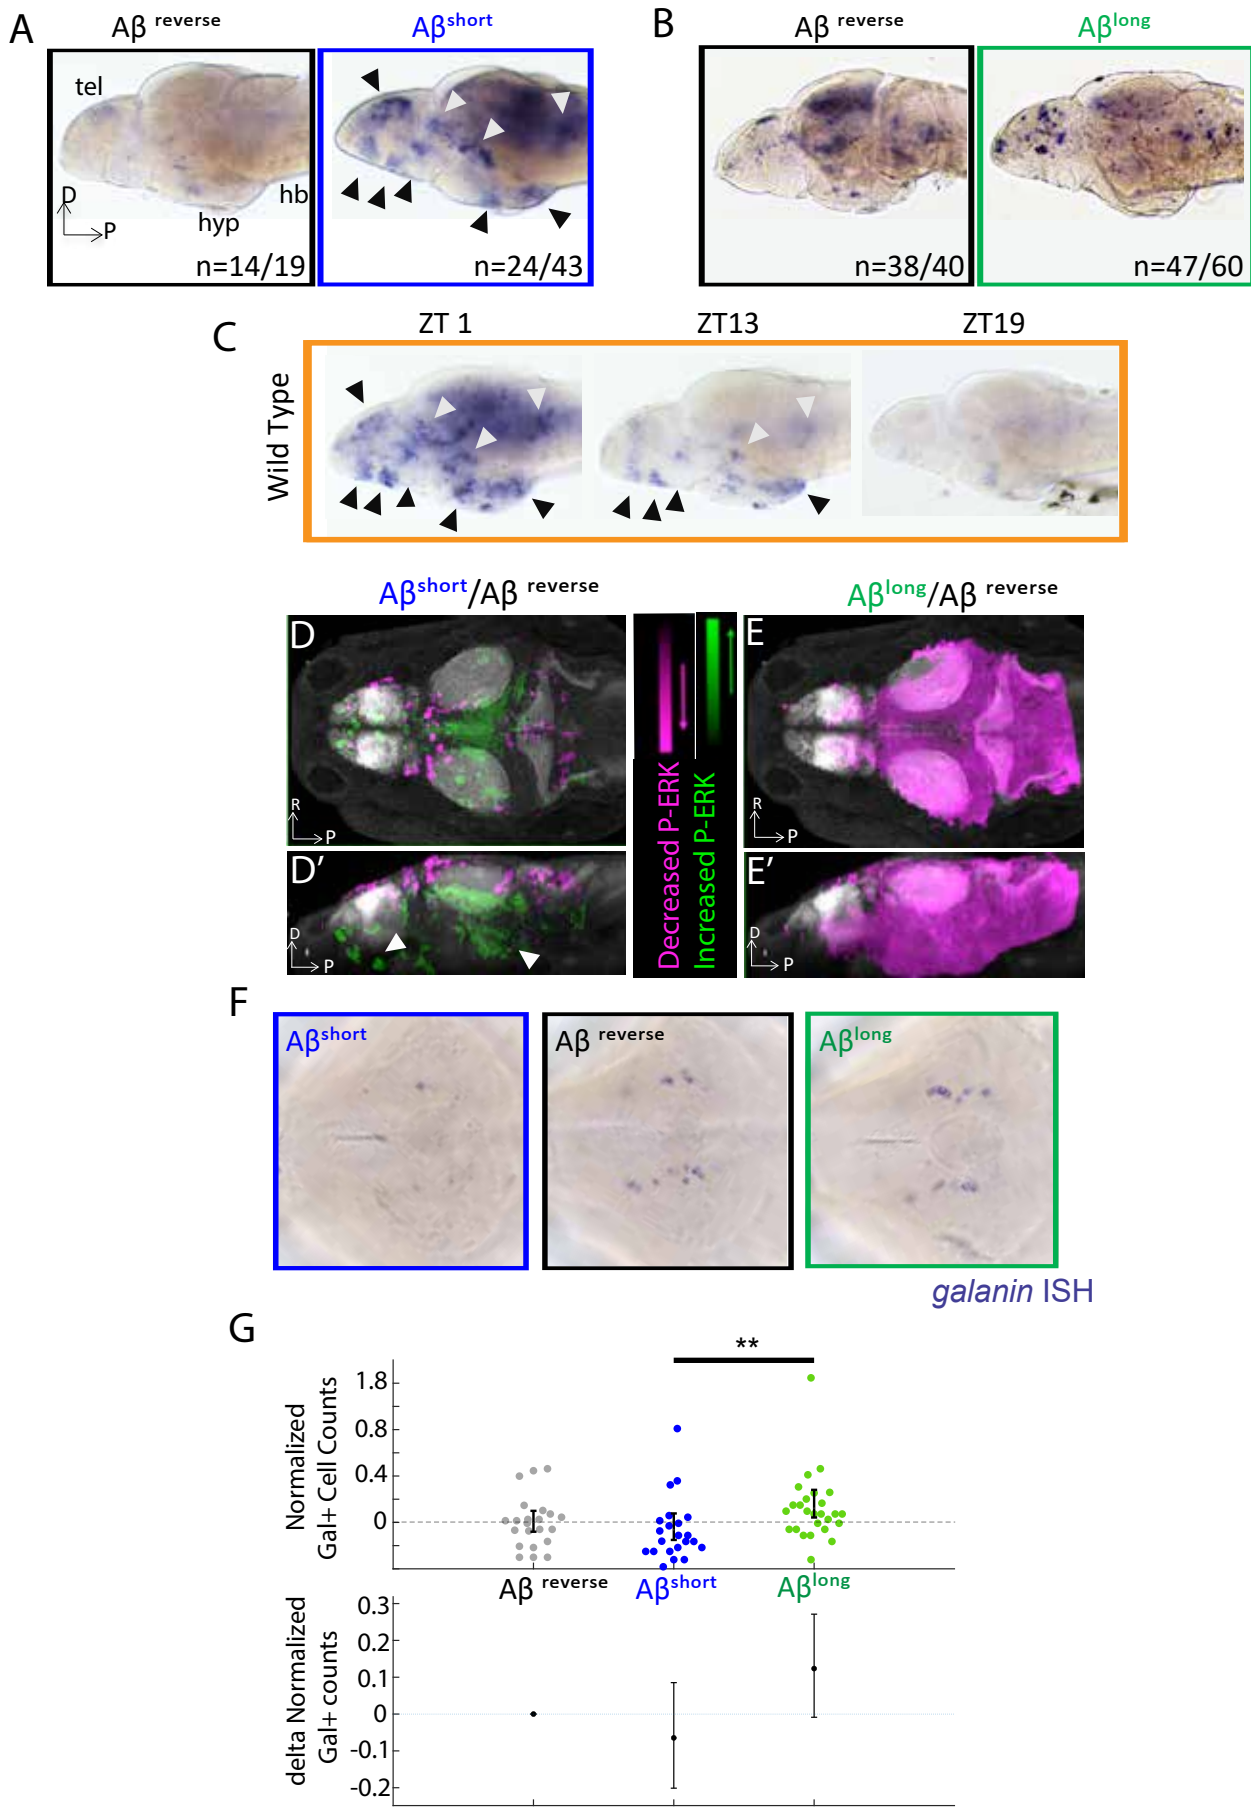 A
Aβ reverse
Aβshort
B
Aβ reverse
Aβlong
tel
D
P
hyp
hb
n=14/19
n=24/43
n=38/40
n=47/60
C
ZT 1
ZT13
ZT19
Wild Type
Aβshort/Aβ reverse
Aβlong/Aβ reverse
D
R
P
D'
D
P
Decreased P-ERK
Increased P-ERK
E
R
P
E'
D
P
F
Aβshort
Aβ reverse
Aβlong
galanin ISH
G
**
Normalized
Gal+ Cell Counts
1.8
0.8
0.4
0
Aβ reverse
Aβshort
Aβlong
delta Normalized
Gal+ counts
0.3
0.2
0.1
0
-0.1
-0.2